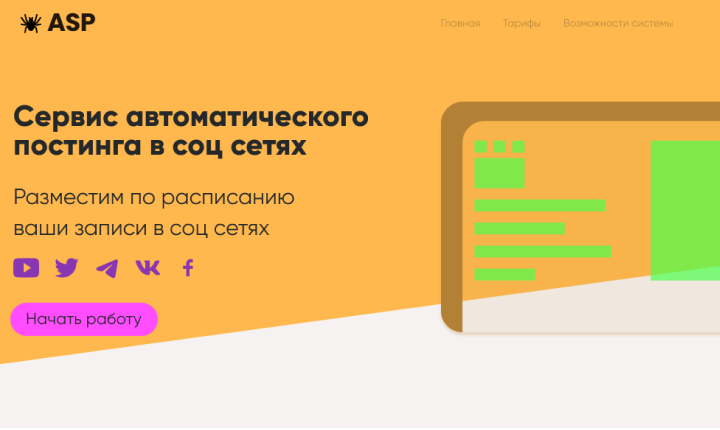 ASP
Главная Тарифы Возможности системы
Сервис автоматического
постинга в соц сетях
Разместим по расписанию
ваши записи в соц сетях
Начать работу